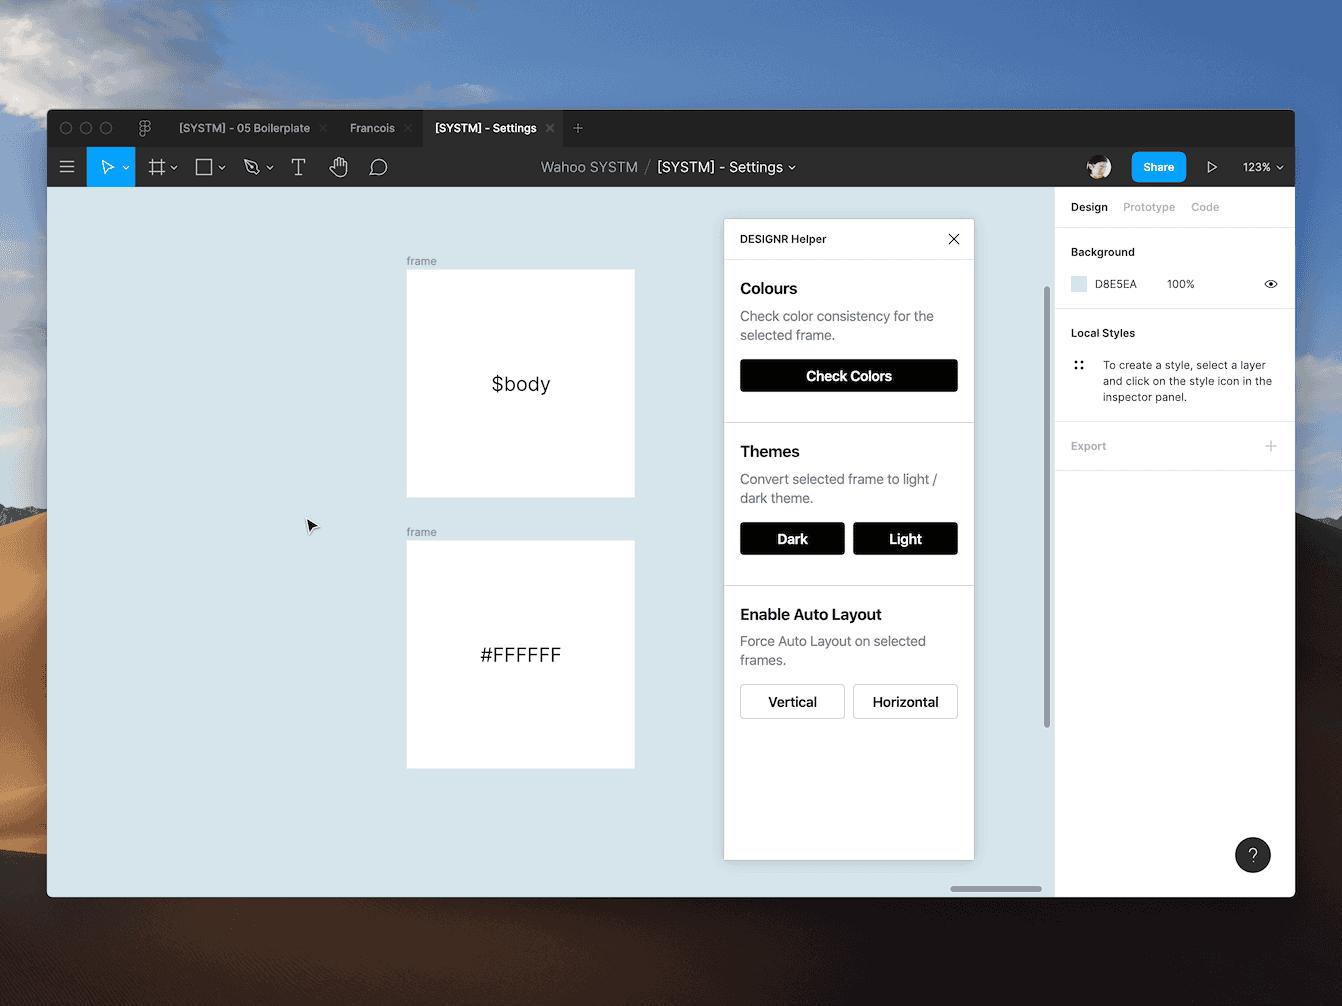 [SYSTM] - 05 Boilerplate
Francois
[SYSTM] - Settings
Wahoo SYSTM / [SYSTM] - Settings
Share
123%
frame
$body
frame
#FFFFFF
DESIGNR Helper
Colours
Check color consistency for the
selected frame.
Check Colors
Themes
Convert selected frame to light /
dark theme.
Dark
Light
Enable Auto Layout
Force Auto Layout on selected
frames.
Vertical
Horizontal
Design
Prototype
Code
Background
D8E5EA
100%
Local Styles
To create a style, select a layer
and click on the style icon in the
inspector panel.
Export
?